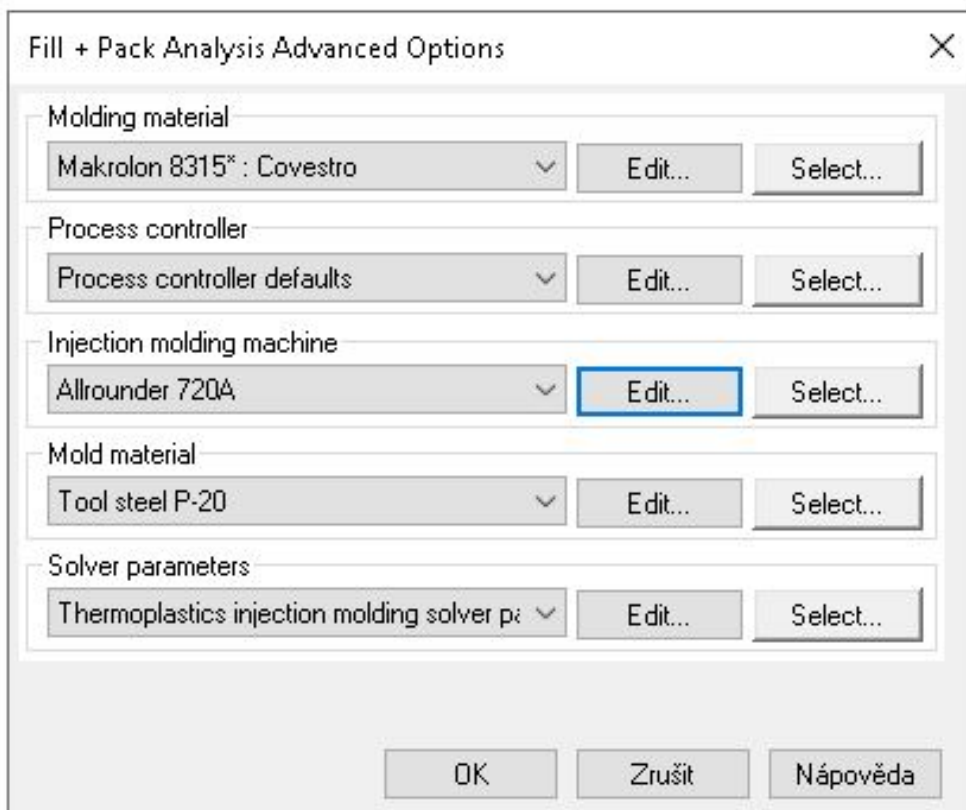 Fill + Pack Analysis Advanced Options
Molding material
Makrolon 8315* : Covestro Edit... Select...
Process controller
Process controller defaults Edit... Select...
Injection molding machine
Allrounder 720A Edit... Select...
Mold material
Tool steel P-20 Edit... Select...
Solver parameters
Thermoplastics injection molding solver pa Edit... Select...
OK Zrušit Nápověda